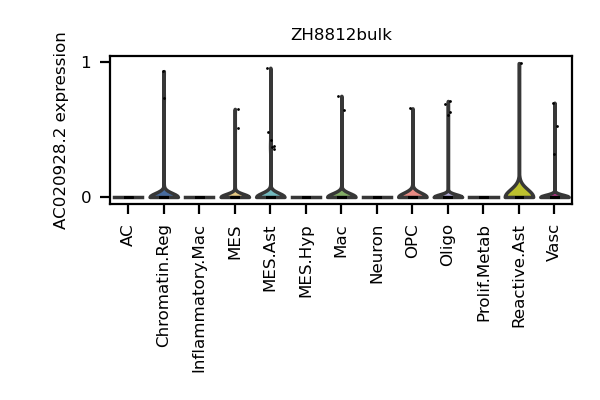 ZH8812bulk
AC020928.2 expression
1
0
AC
Chromatin.Reg
Inflammatory.Mac
MES
MES.Ast
MES.Hyp
Mac
Neuron
OPC
Oligo
Prolif.Metab
Reactive.Ast
Vasc